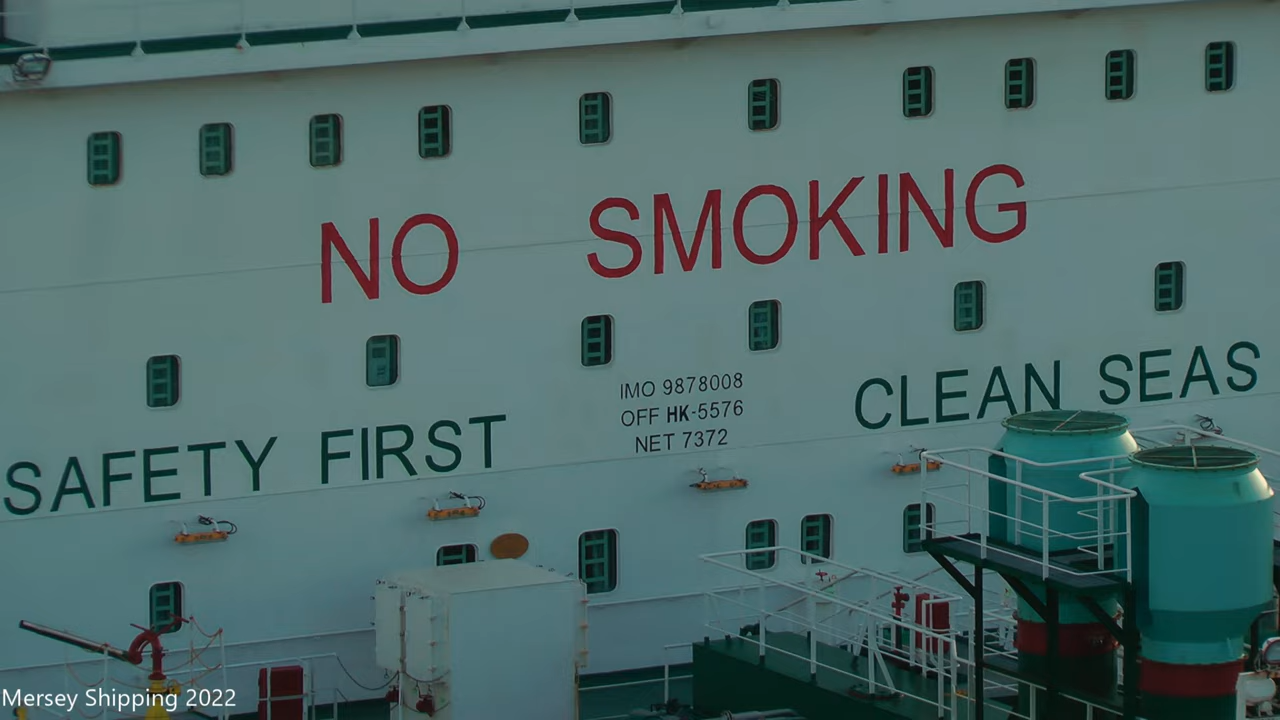 NO SMOKING
SAFETY FIRST
IMO 9878008
OFF HK-5576
NET 7372
CLEAN SEAS
Mersey Shipping 2022